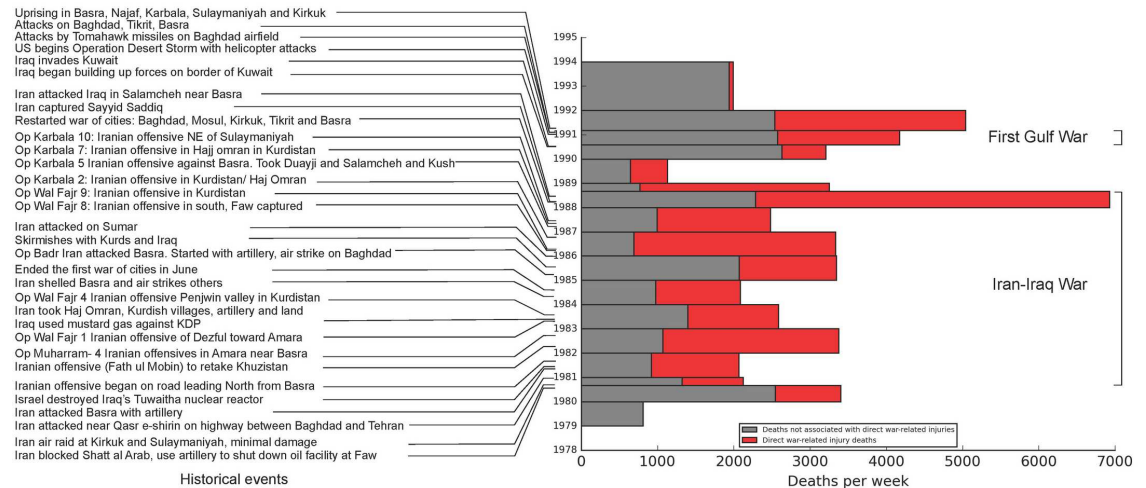 Uprising in Basra, Najaf, Karbala, Sulaymaniyah and Kirkuk
Attacks on Baghdad, Tikrit, Basra
Attacks by Tomahawk missiles on Baghdad airfield
US begins Operation Desert Storm with helicopter attacks
Iraq invades Kuwait
Iraq began building up forces on border of Kuwait
Iran attacked Iraq in Salamcheh near Basra
Iran captured Sayyid Saddiq
Restarted war of cities: Baghdad, Mosul, Kirkuk, Tikrit and Basra
Op Karbala 10: Iranian offensive NE of Sulaymaniyah
Op Karbala 7: Iranian offensive in Hajj omran in Kurdistan
Op Karbala 5 Iranian offensive against Basra. Took Duayji and Salamcheh and Kush
Op Karbala 2: Iranian offensive in Kurdistan/ Haj Omran
Op Wal Fajr 9: Iranian offensive in Kurdistan
Op Wal Fajr 8: Iranian offensive in south, Faw captured
Iran attacked on Sumar
Skirmishes with Kurds and Iraq
Op Badr Iran attacked Basra. Started with artillery, air strike on Baghdad
Ended the first war of cities in June
Iran shelled Basra and air strikes others
Op Wal Fajr 4 Iranian offensive Penjwin valley in Kurdistan
Iran took Haj Omran, Kurdish villages, artillery and land
Iraq used mustard gas against KDP
Op Wal Fajr 1 Iranian offensive of Dezful toward Amara
Op Muharram- 4 Iranian offensives in Amara near Basra
Iranian offensive (Fath ul Mobin) to retake Khuzistan
Iranian offensive began on road leading North from Basra
Israel destroyed Iraq's Tuwaitha nuclear reactor
Iran attacked Basra with artillery
Iran attacked near Qasr e-shirin on highway between Baghdad and Tehran
Iran air raid at Kirkuk and Sulaymaniyah, minimal damage
Iran blocked Shatt al Arab, use artillery to shut down oil facility at Faw
Historical events
1995
1994
1993
1992
1991
1990
1989
1988
1987
1986
1985
1984
1983
1982
1981
1980
1979
1978
First Gulf War
Iran-Iraq War
Deaths not associated with direct war-related injuries
Direct war-related injury deaths
0 1000 2000 3000 4000 5000 6000 7000
Deaths per week